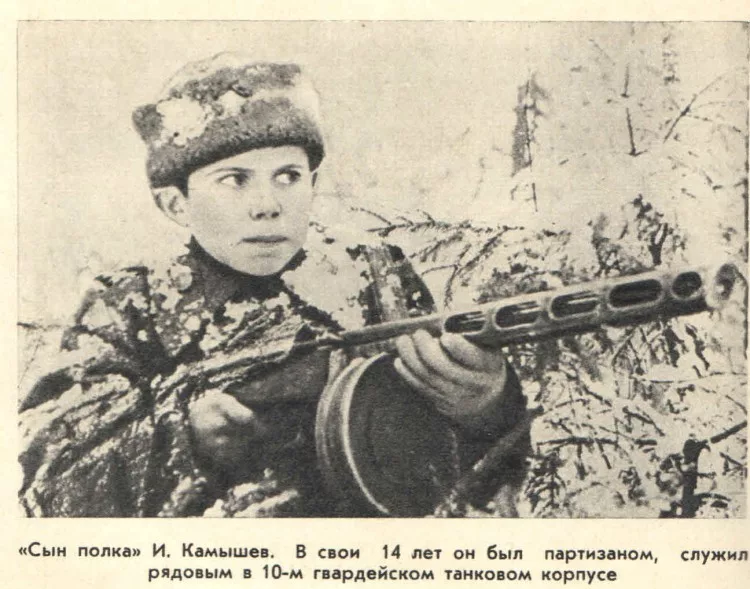 «Сын полка» И. Камышев. В свои 14 лет он был партизаном, служил
рядовым в 10-м гвардейском танковом корпусе